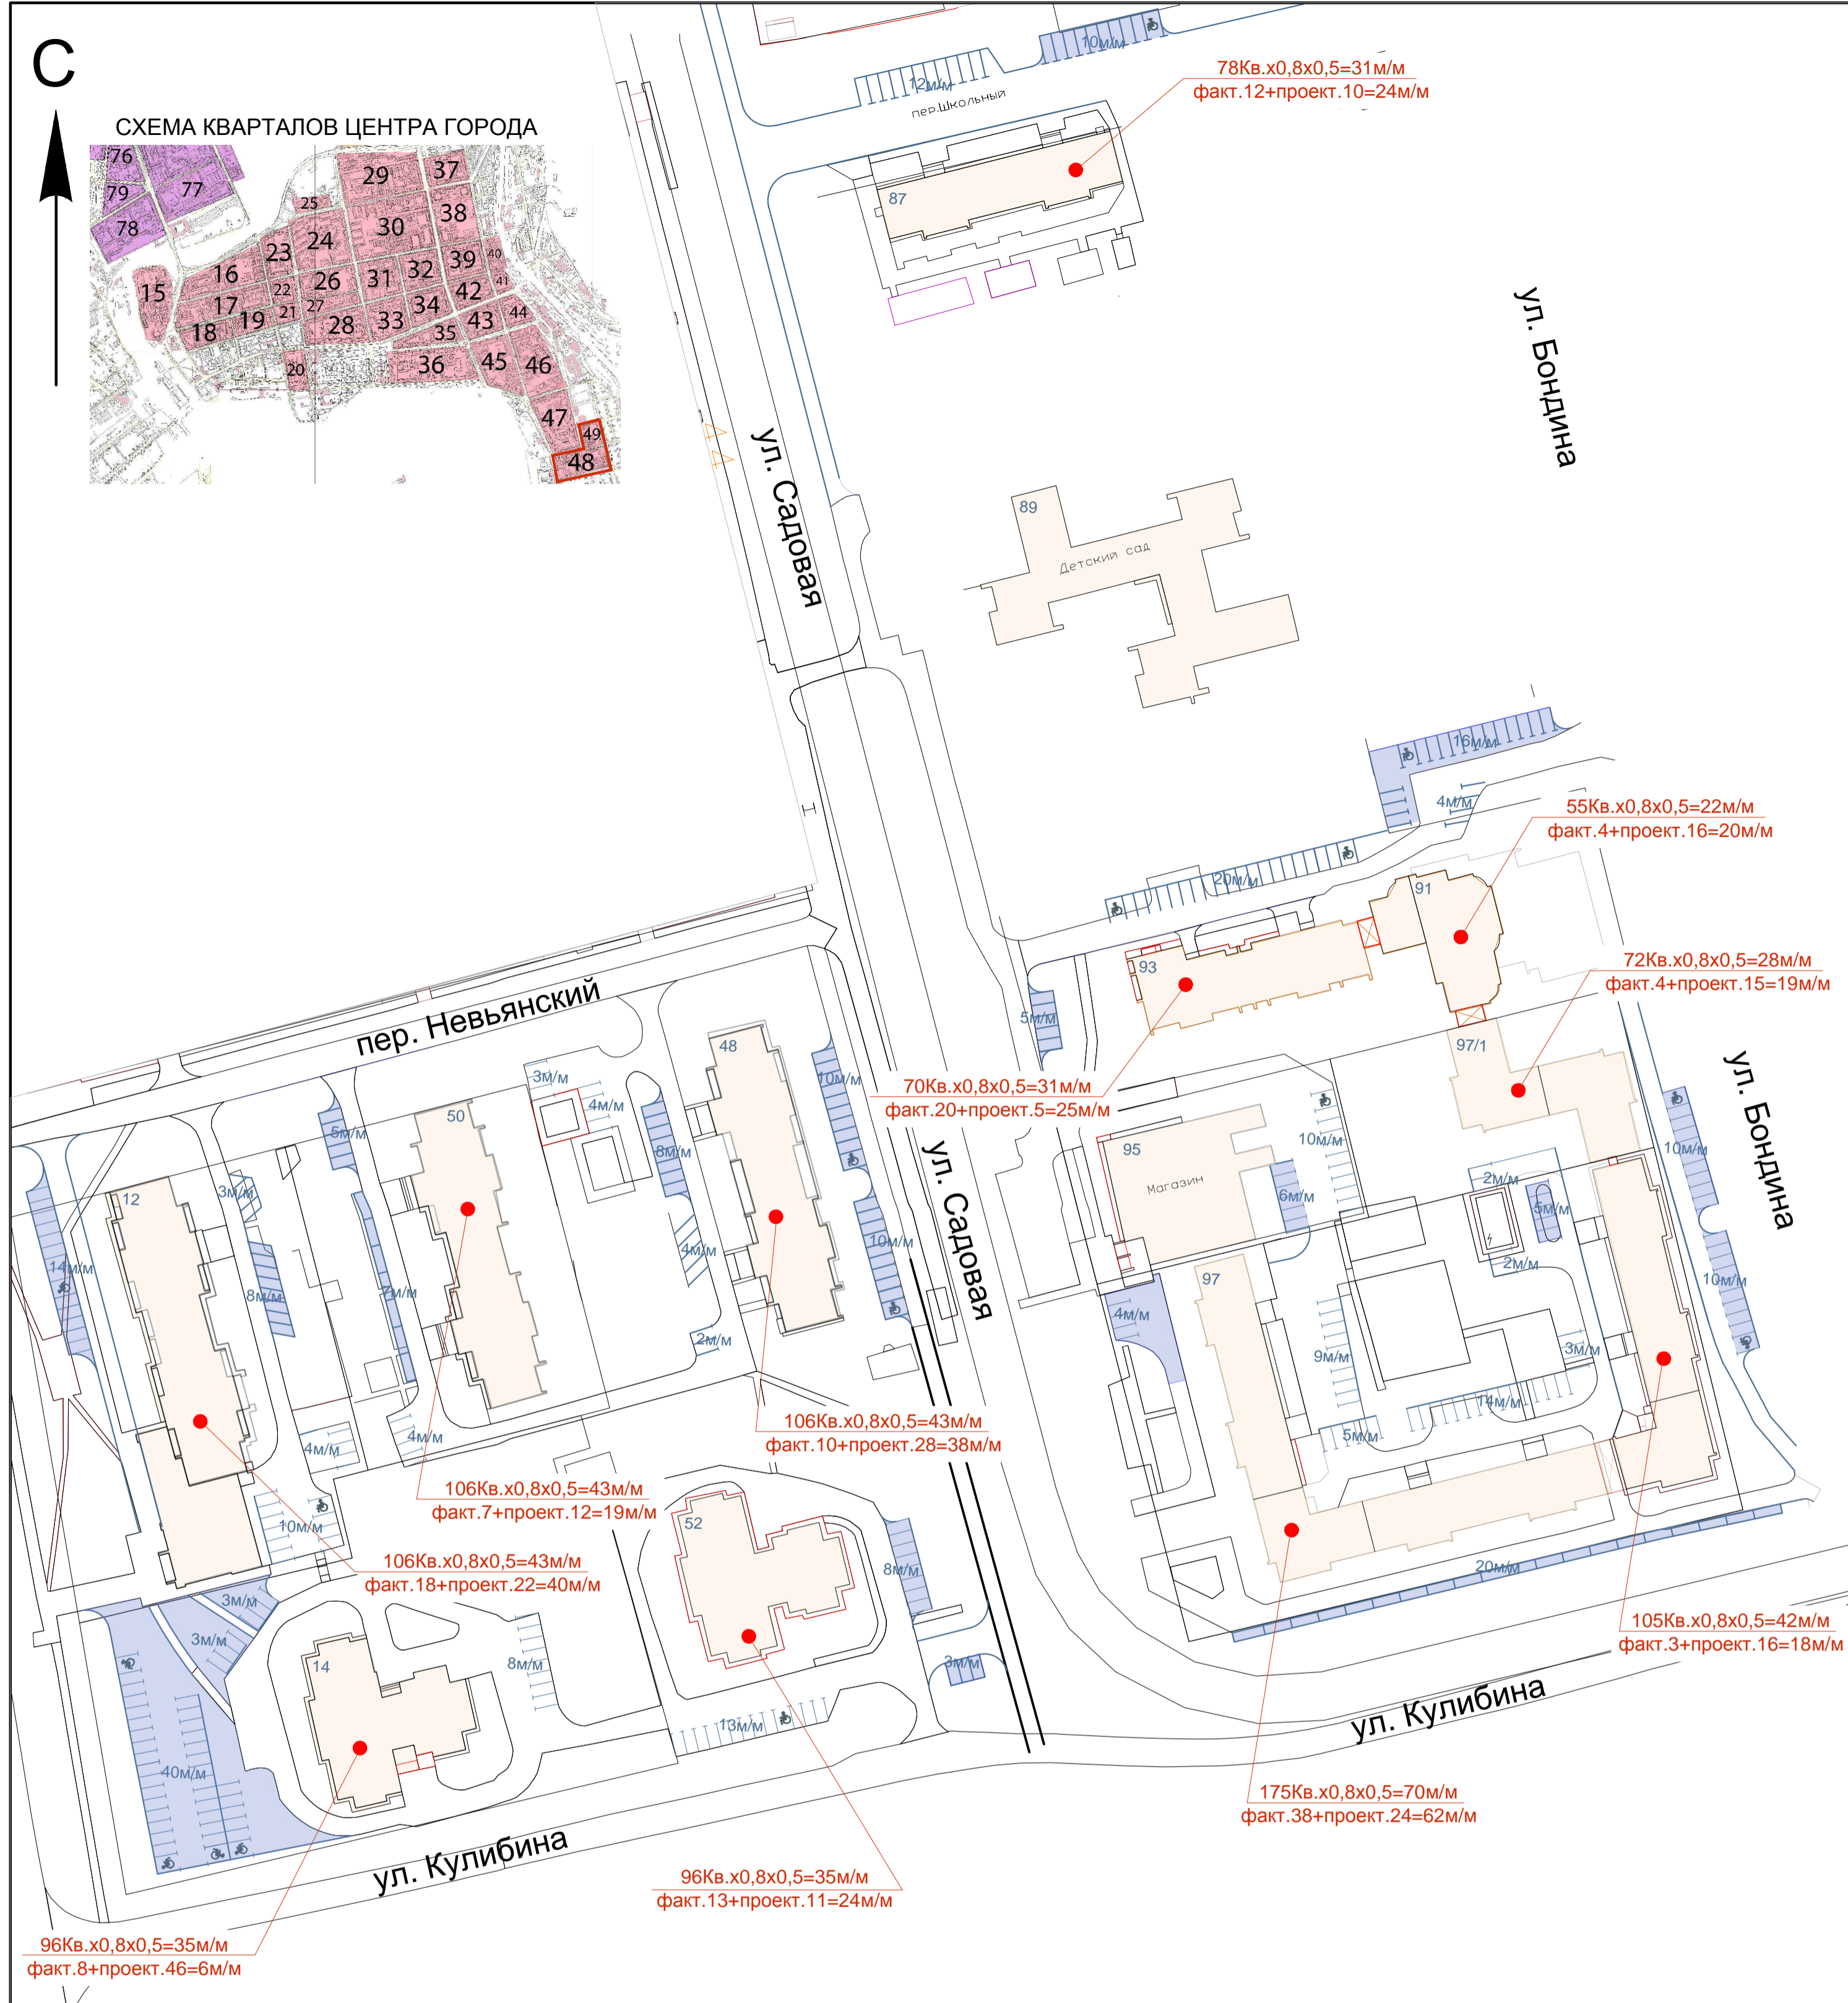 С
СХЕМА КВАРТАЛОВ ЦЕНТРА ГОРОДА
76
77
79
78
29
37
25
30
38
24
23
16
15
26
31
32
39
40
41
22
27
17
21
18
19
28
33
34
42
35
43
44
20
36
45
46
47
49
48
10м/м
12м/м
пер.Школьный
78Кв.х0,8х0,5=31м/м
факт.12+проект.10=24м/м
87
ул. Бондина
ул. Садовая
89
Детский сад
16м/м
4м/м
55Кв.х0,8х0,5=22м/м
факт.4+проект.16=20м/м
20м/м
91
93
72Кв.х0,8х0,5=28м/м
факт.4+проект.15=19м/м
5м/м
97/1
пер. Невьянский
48
10м/м
3м/м
4м/м
70Кв.х0,8х0,5=31м/м
факт.20+проект.5=25м/м
ул. Бондина
50
5м/м
8м/м
95
Магазин
10м/м
10м/м
ул. Садовая
12
3м/м
6м/м
2м/м
5м/м
2м/м
14м/м
8м/м
7м/м
4м/м
10м/м
97
10м/м
2м/м
4м/м
9м/м
3м/м
14м/м
5м/м
4м/м
4м/м
106Кв.х0,8х0,5=43м/м
факт.10+проект.28=38м/м
106Кв.х0,8х0,5=43м/м
факт.7+проект.12=19м/м
52
10м/м
106Кв.х0,8х0,5=43м/м
факт.18+проект.22=40м/м
8м/м
20м/м
3м/м
3м/м
14
8м/м
3м/м
105Кв.х0,8х0,5=42м/м
факт.3+проект.16=18м/м
13м/м
ул. Кулибина
40м/м
175Кв.х0,8х0,5=70м/м
факт.38+проект.24=62м/м
ул. Кулибина
96Кв.х0,8х0,5=35м/м
факт.13+проект.11=24м/м
96Кв.х0,8х0,5=35м/м
факт.8+проект.46=6м/м